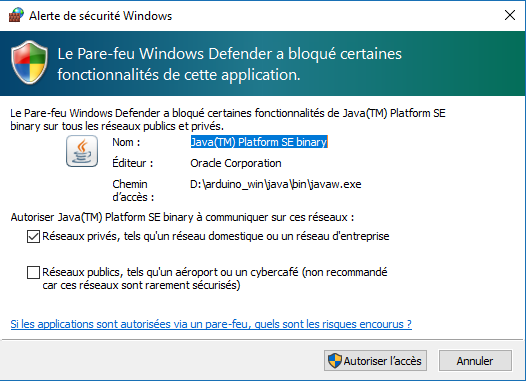 Alerte de sécurité Windows
Le Pare-feu Windows Defender a bloqué certaines
fonctionnalités de cette application.
Le Pare-feu Windows Defender a bloqué certaines fonctionnalités de Java(TM) Platform SE
binary sur tous les réseaux publics et privés.
Nom : Java(TM) Platform SE binary
Éditeur : Oracle Corporation
Chemin D:\arduino_win\java\bin\javaw.exe
d'accès :
Autoriser Java(TM) Platform SE binary à communiquer sur ces réseaux :
Réseaux privés, tels qu'un réseau domestique ou un réseau d'entreprise
Réseaux publics, tels qu'un aéroport ou un cybercafé (non recommandé
car ces réseaux sont rarement sécurisés)
Si les applications sont autorisées via un pare-feu, quels sont les risques encourus ?
Autoriser l'accès Annuler